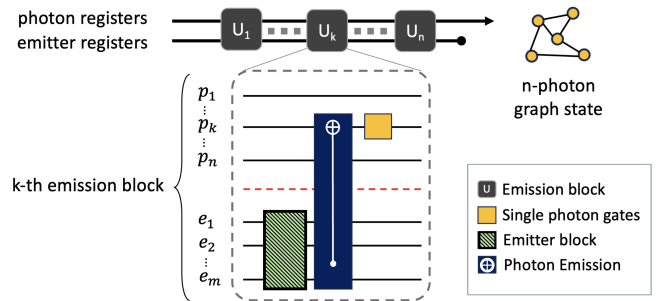 photon registers
emitter registers
U₁
Uₖ
Uₙ
n-photon
graph state
p₁
⋮
pₖ
⋮
pₙ
k-th emission block
e₁
e₂
⋮
eₘ
U Emission block
Single photon gates
Emitter block
Photon Emission